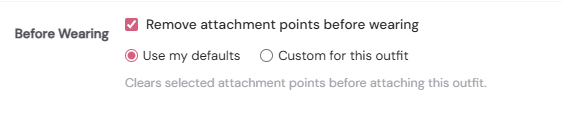 Before Wearing
Remove attachment points before wearing
Use my defaults Custom for this outfit
Clears selected attachment points before attaching this outfit.